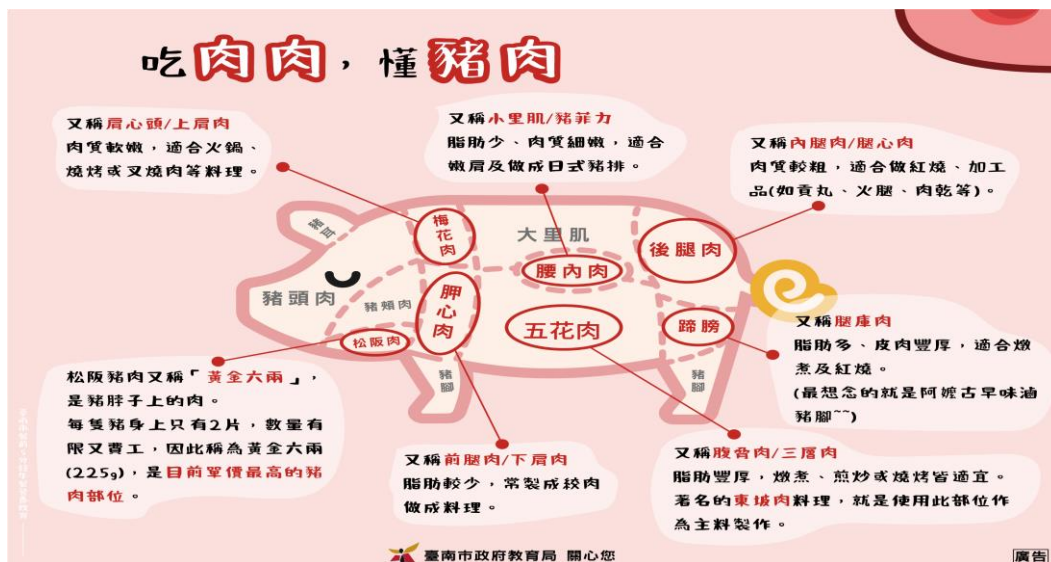 吃肉肉，懂豬肉
又稱肩心頭/上肩肉
肉質軟嫩，適合火鍋、
燒烤或叉燒肉等料理。
又稱小里肌/豬菲力
脂肪少、肉質細嫩，適合
嫩肩及做成日式豬排。
又稱內腿肉/腿心肉
肉質較粗，適合做紅燒、加工
品(如貢丸、火腿、肉乾等)。
豬耳
梅花肉
大里肌
後腿肉
腰內肉
豬頭肉
豬頰肉
胛心肉
五花肉
蹄膀
松阪肉
豬腳
豬腳
又稱腿庫肉
脂肪多、皮肉豐厚，適合燉
煮及紅燒。
(最想念的就是阿嬤古早味滷
豬腳~~)
松阪豬肉又稱「黃金六兩」，
是豬脖子上的肉。
每隻豬身上只有2片，數量有
限又費工，因此稱為黃金六兩
(225g)，是目前單價最高的豬
肉部位。
又稱前腿肉/下肩肉
脂肪較少，常製成絞肉
做成料理。
又稱腹脅肉/三層肉
脂肪豐厚，燉煮、煎炒或燒烤皆適宜。
著名的東坡肉料理，就是使用此部位作
為主料製作。
臺南市政府教育局 關心您
廣告